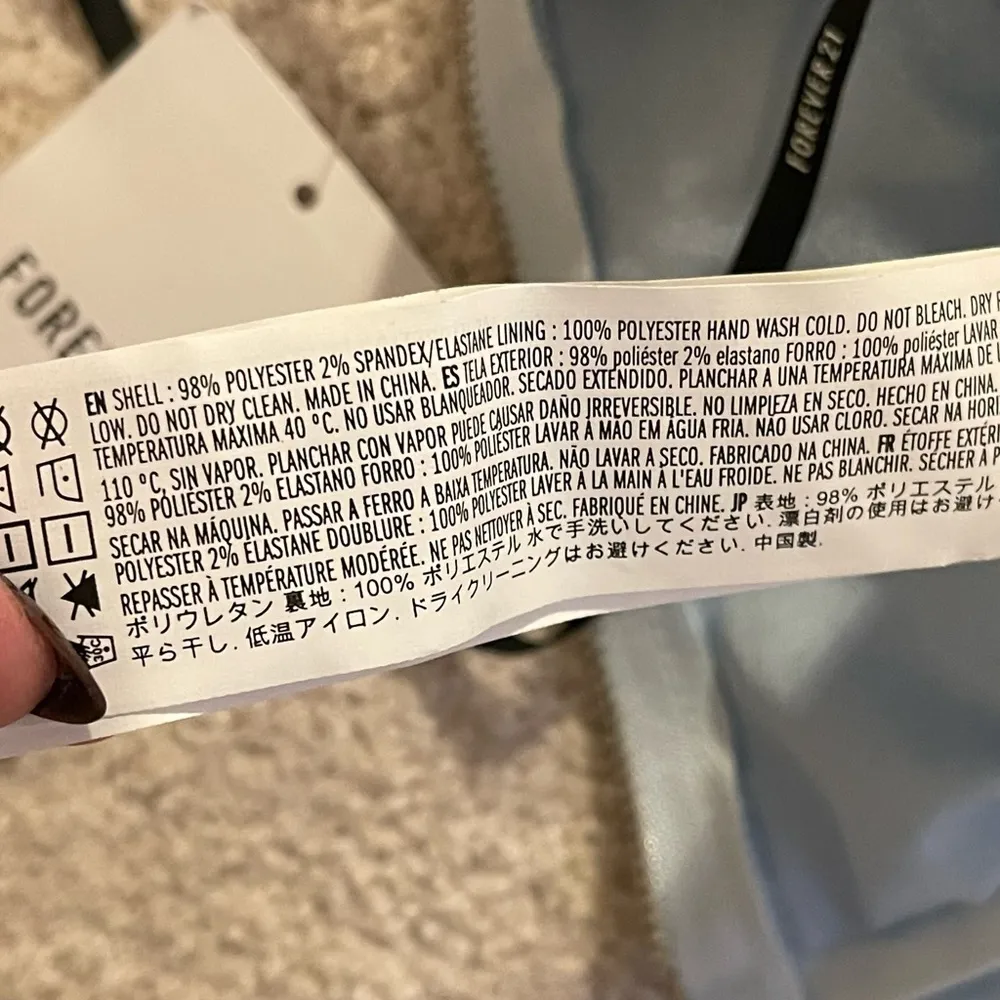 FOREVER 21
FORE
EN SHELL : 98% POLYESTER 2% SPANDEX/ELASTANE LINING : 100% POLYESTER HAND WASH COLD. DO NOT BLEACH. DRY F
LOW. DO NOT DRY CLEAN. MADE IN CHINA. ES TELA EXTERIOR : 98% poliéster 2% elastano FORRO : 100% poliéster LAVAR
TEMPERATURA MÁXIMA 40 °C. NO USAR BLANQUEADOR. SECADO EXTENDIDO. PLANCHAR A UNA TEMPERATURA MÁXIMA DE
110 °C, SIN VAPOR. PLANCHAR CON VAPOR PUEDE CAUSAR DAÑO IRREVERSIBLE. NO LIMPIEZA EN SECO. HECHO EN CHINA.
98% POLIESTER 2% ELASTANO FORRO : 100% POLIÉSTER LAVAR À MÃO EM ÁGUA FRIA. NÃO USAR CLORO. SECAR NA HORI
SECAR NA MÁQUINA. PASSAR A FERRO A BAIXA TEMPERATURA. NÃO LAVAR A SECO. FABRICADO NA CHINA. FR ÉTOFFE EXTÉRI
POLYESTER 2% ÉLASTANE DOUBLURE : 100% POLYESTER LAVER À LA MAIN À L'EAU FROIDE. NE PAS BLANCHIR. SÉCHER À P
REPASSER À TEMPÉRATURE MODÉRÉE. NE PAS NETTOYER À SEC. FABRIQUÉ EN CHINE. JP 表地 : 98% ポリエステル
ポリウレタン 裏地 : 100% ポリエステル 水で手洗いしてください. 漂白剤の使用はお避け
平ら干し. 低温アイロン. ドライクリーニングはお避けください. 中国製.
30C